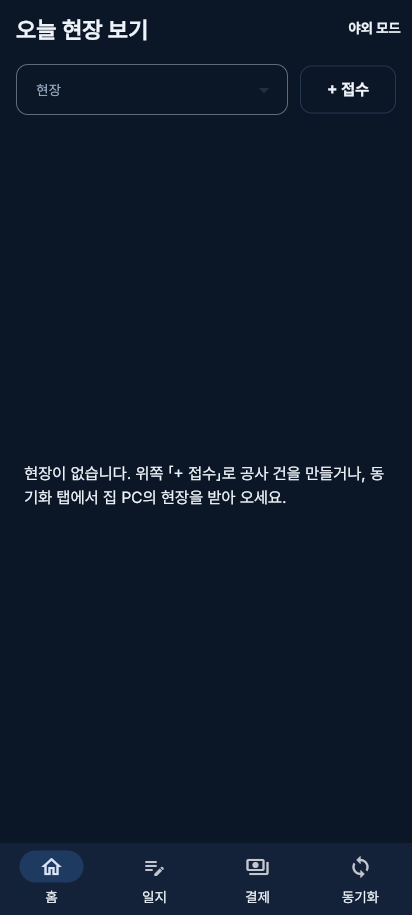 오늘 현장 보기
야외 모드
현장
+ 접수
현장이 없습니다. 위쪽 「+ 접수」로 공사 건을 만들거나, 동
기화 탭에서 집 PC의 현장을 받아 오세요.
홈
일지
결제
동기화